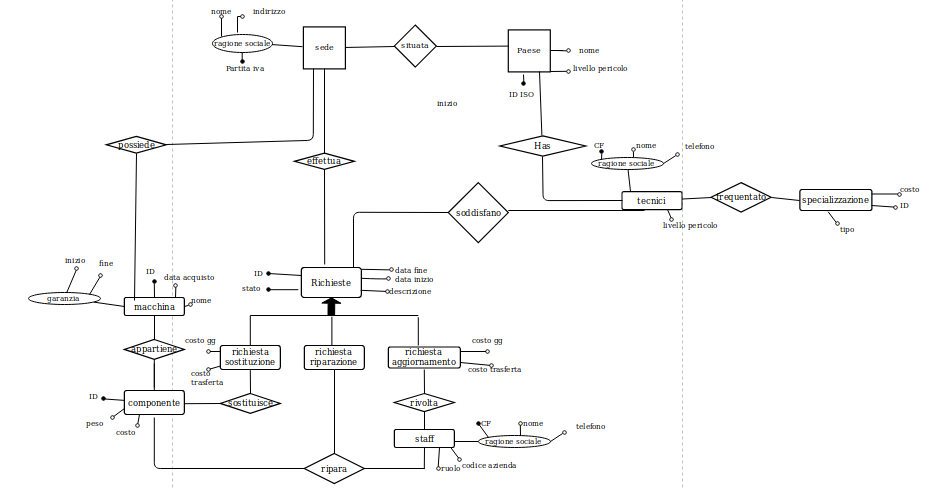 nome indirizzo
ragione sociale
Partita iva
sede
situata
Paese
nome
livello pericolo
ID ISO
inizio
possiede
effettua
Has
CF
nome
telefono
ragione sociale
soddisfano
tecnici
livello pericolo
frequentato
specializzazione
costo
ID
tipo
inizio
fine
garanzia
ID
data acquisto
nome
macchina
ID
stato
Richieste
data fine
data inizio
descrizione
appartiene
costo gg
costo
trasferta
richiesta
sostituzione
richiesta
riparazione
richiesta
aggiornamento
costo gg
costo trasferta
ID
componente
peso
costo
sostituisce
rivolta
staff
CF
nome
telefono
ragione sociale
ruolo
codice azienda
ripara